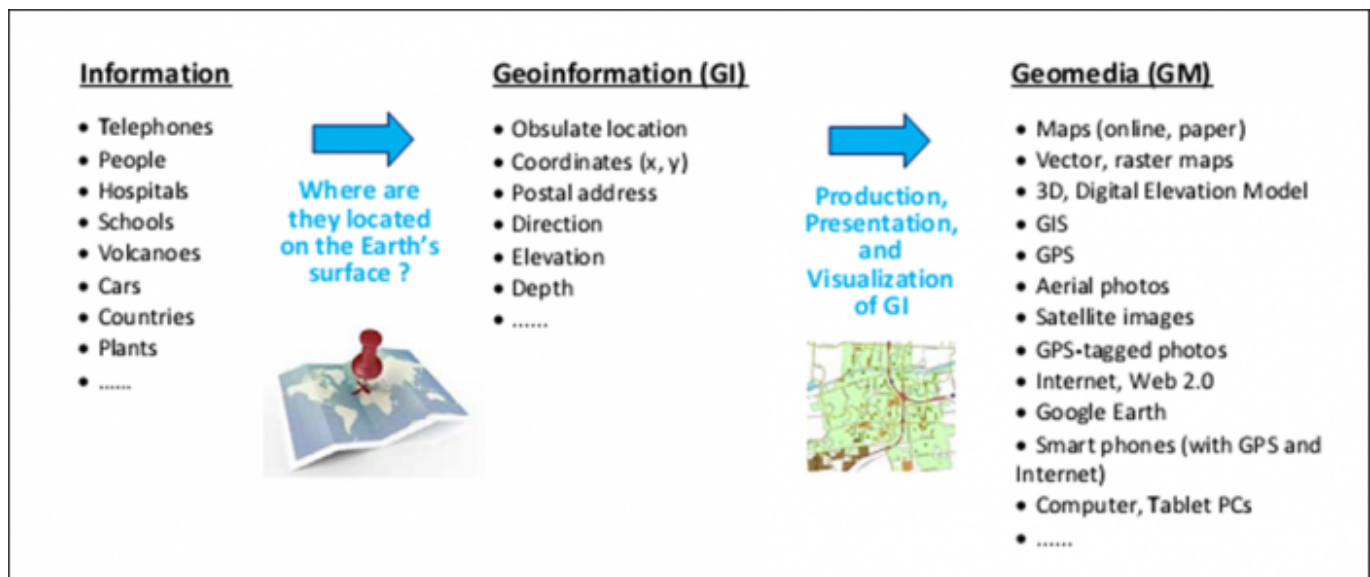 Information
• Telephones
• People
• Hospitals
• Schools
• Volcanoes
• Cars
• Countries
• Plants
• ......
Where are
they located
on the Earth's
surface ?
Geoinformation (GI)
• Obsulate location
• Coordinates (x, y)
• Postal address
• Direction
• Elevation
• Depth
• ......
Production,
Presentation,
and
Visualization
of GI
Geomedia (GM)
• Maps (online, paper)
• Vector, raster maps
• 3D, Digital Elevation Model
• GIS
• GPS
• Aerial photos
• Satellite images
• GPS-tagged photos
• Internet, Web 2.0
• Google Earth
• Smart phones (with GPS and
Internet)
• Computer, Tablet PCs
• ......